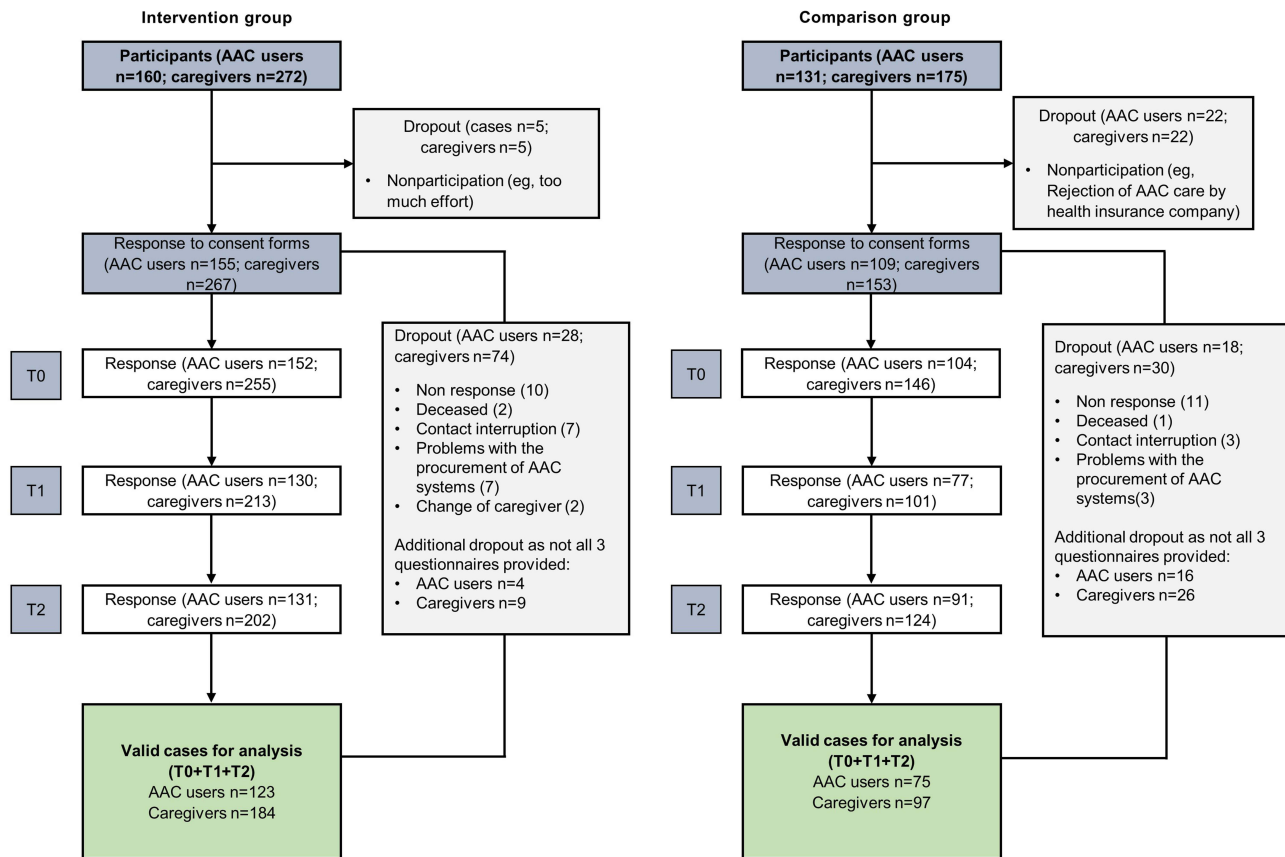 Intervention group
Participants (AAC users
n=160; caregivers n=272)
Dropout (cases n=5;
caregivers n=5)
• Nonparticipation (eg, too
much effort)
Response to consent forms
(AAC users n=155; caregivers
n=267)
Dropout (AAC users n=28;
caregivers n=74)
• Non response (10)
• Deceased (2)
• Contact interruption (7)
• Problems with the
procurement of AAC
systems (7)
• Change of caregiver (2)
Additional dropout as not all 3
questionnaires provided:
• AAC users n=4
• Caregivers n=9
T0
Response (AAC users n=152;
caregivers n=255)
T1
Response (AAC users n=130;
caregivers n=213)
T2
Response (AAC users n=131;
caregivers n=202)
Valid cases for analysis
(T0+T1+T2)
AAC users n=123
Caregivers n=184
Comparison group
Participants (AAC users
n=131; caregivers n=175)
Dropout (AAC users n=22;
caregivers n=22)
• Nonparticipation (eg,
Rejection of AAC care by
health insurance company)
Response to consent forms
(AAC users n=109; caregivers
n=153)
Dropout (AAC users n=18;
caregivers n=30)
• Non response (11)
• Deceased (1)
• Contact interruption (3)
• Problems with the
procurement of AAC
systems(3)
Additional dropout as not all 3
questionnaires provided:
• AAC users n=16
• Caregivers n=26
T0
Response (AAC users n=104;
caregivers n=146)
T1
Response (AAC users n=77;
caregivers n=101)
T2
Response (AAC users n=91;
caregivers n=124)
Valid cases for analysis
(T0+T1+T2)
AAC users n=75
Caregivers n=97